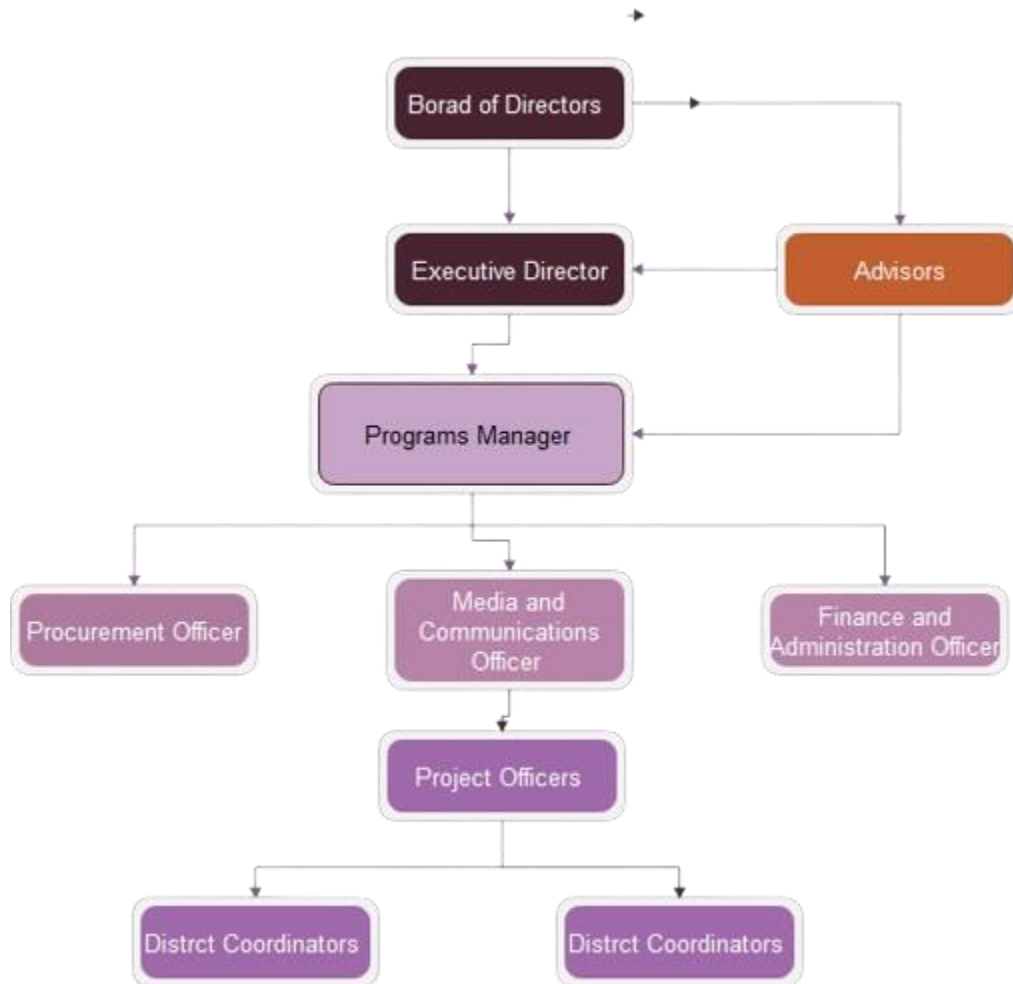 Borad of Directors
Executive Director
Advisors
Programs Manager
Procurement Officer
Media and
Communications
Officer
Finance and
Administration Officer
Project Officers
Distrct Coordinators
Distrct Coordinators